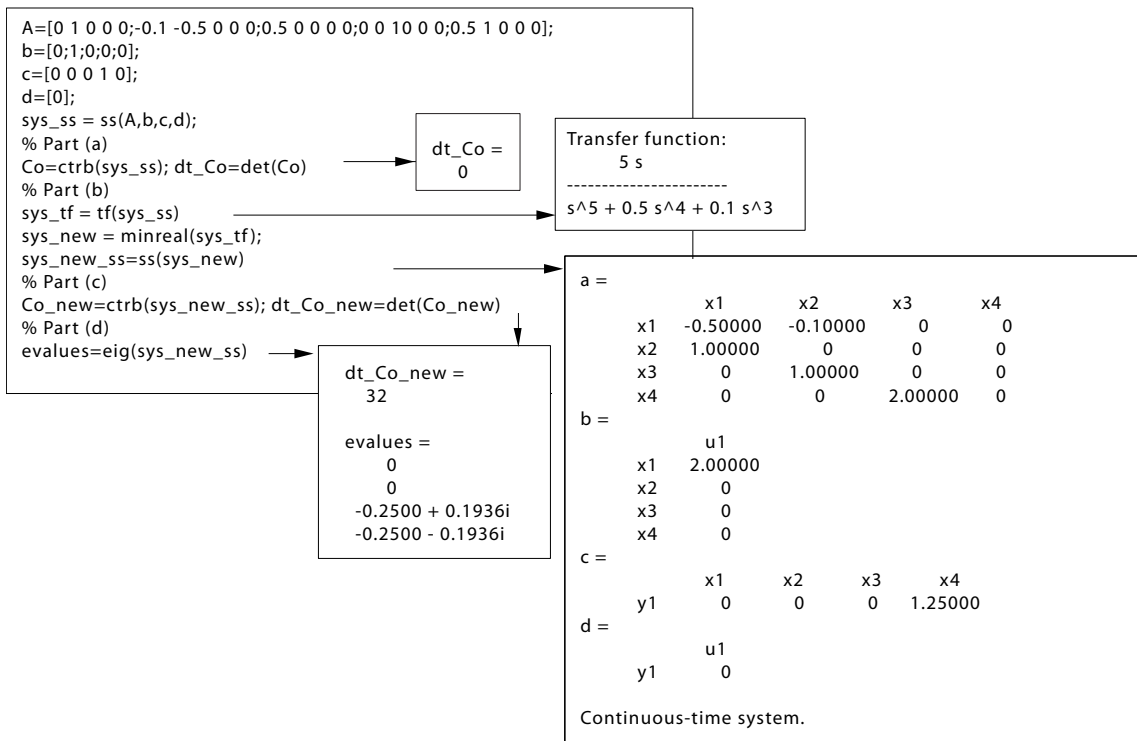 A=[0 1 0 0 0;-0.1 -0.5 0 0 0;0.5 0 0 0 0;0 0 10 0 0;0.5 1 0 0 0];
b=[0;1;0;0;0];
c=[0 0 0 1 0];
d=[0];
sys_ss = ss(A,b,c,d);
% Part (a)
Co=ctrb(sys_ss); dt_Co=det(Co)
% Part (b)
sys_tf = tf(sys_ss)
sys_new = minreal(sys_tf);
sys_new_ss=ss(sys_new)
% Part (c)
Co_new=ctrb(sys_new_ss); dt_Co_new=det(Co_new)
% Part (d)
evalues=eig(sys_new_ss)
dt_Co =
0
Transfer function:
5 s
-----------------------
s^5 + 0.5 s^4 + 0.1 s^3
dt_Co_new =
32
evalues =
0
0
-0.2500 + 0.1936i
-0.2500 - 0.1936i
a =
x1 x2 x3 x4
x1 -0.50000 -0.10000 0 0
x2 1.00000 0 0 0
x3 0 1.00000 0 0
x4 0 0 2.00000 0
b =
u1
x1 2.00000
x2 0
x3 0
x4 0
c =
x1 x2 x3 x4
y1 0 0 0 1.25000
d =
u1
y1 0
Continuous-time system.